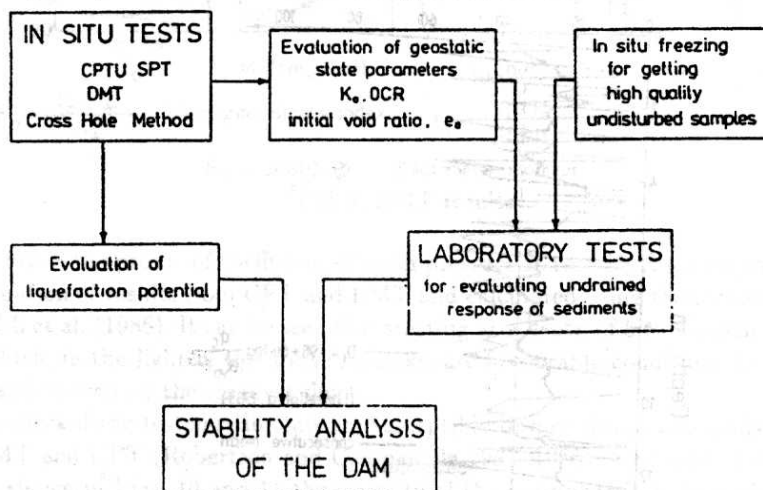 IN SITU TESTS
CPTU SPT
DMT
Cross Hole Method
Evaluation of geostatic
state parameters
K₀.OCR
initial void ratio, e₀
In situ freezing
for getting
high quality
undisturbed samples
Evaluation of
liquefaction potential
LABORATORY TESTS
for evaluating undrained
response of sediments
STABILITY ANALYSIS
OF THE DAM